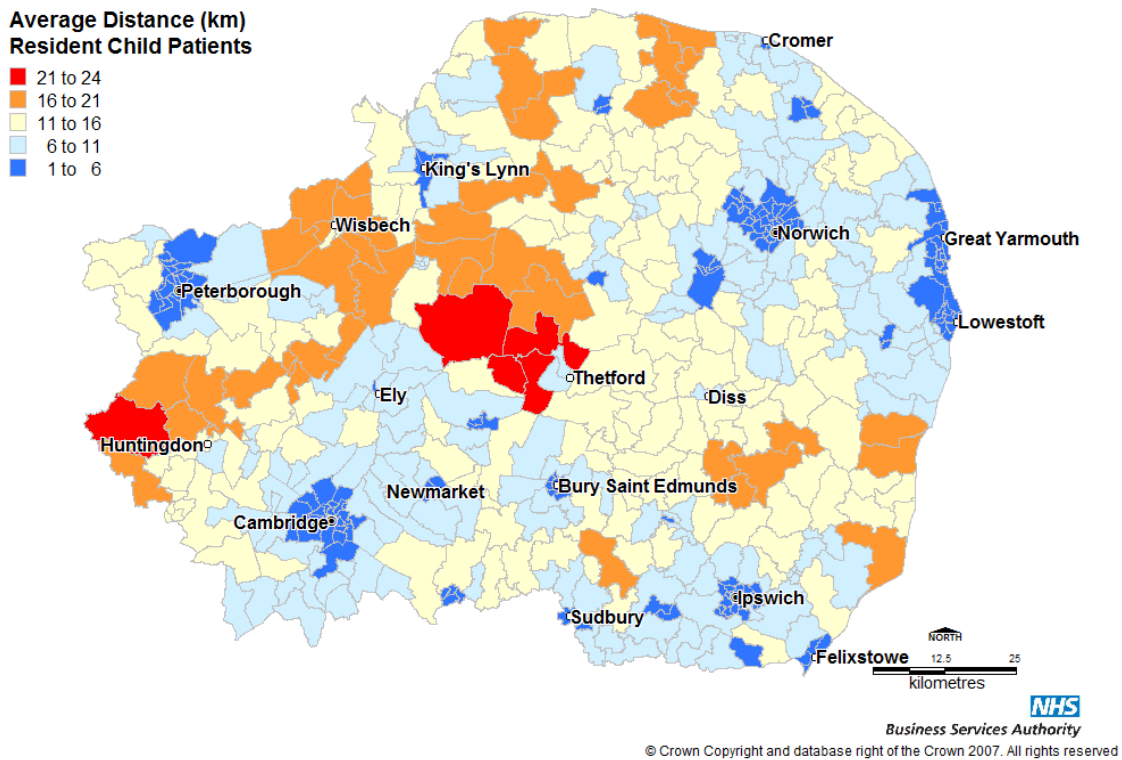 Average Distance (km)
Resident Child Patients
21 to 24
16 to 21
11 to 16
6 to 11
1 to 6
Cromer
King's Lynn
Wisbech
Norwich
Great Yarmouth
Peterborough
Lowestoft
Thetford
Ely
Diss
Huntingdon
Newmarket
Bury Saint Edmunds
Cambridge
Ipswich
Sudbury
Felixstowe
NORTH
12.5 25
kilometres
NHS
Business Services Authority
© Crown Copyright and database right of the Crown 2007. All rights reserved